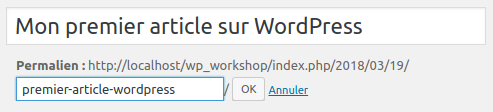 Mon premier article sur WordPress
Permalien : http://localhost/wp_workshop/index.php/2018/03/19/
premier-article-wordpress / OK Annuler